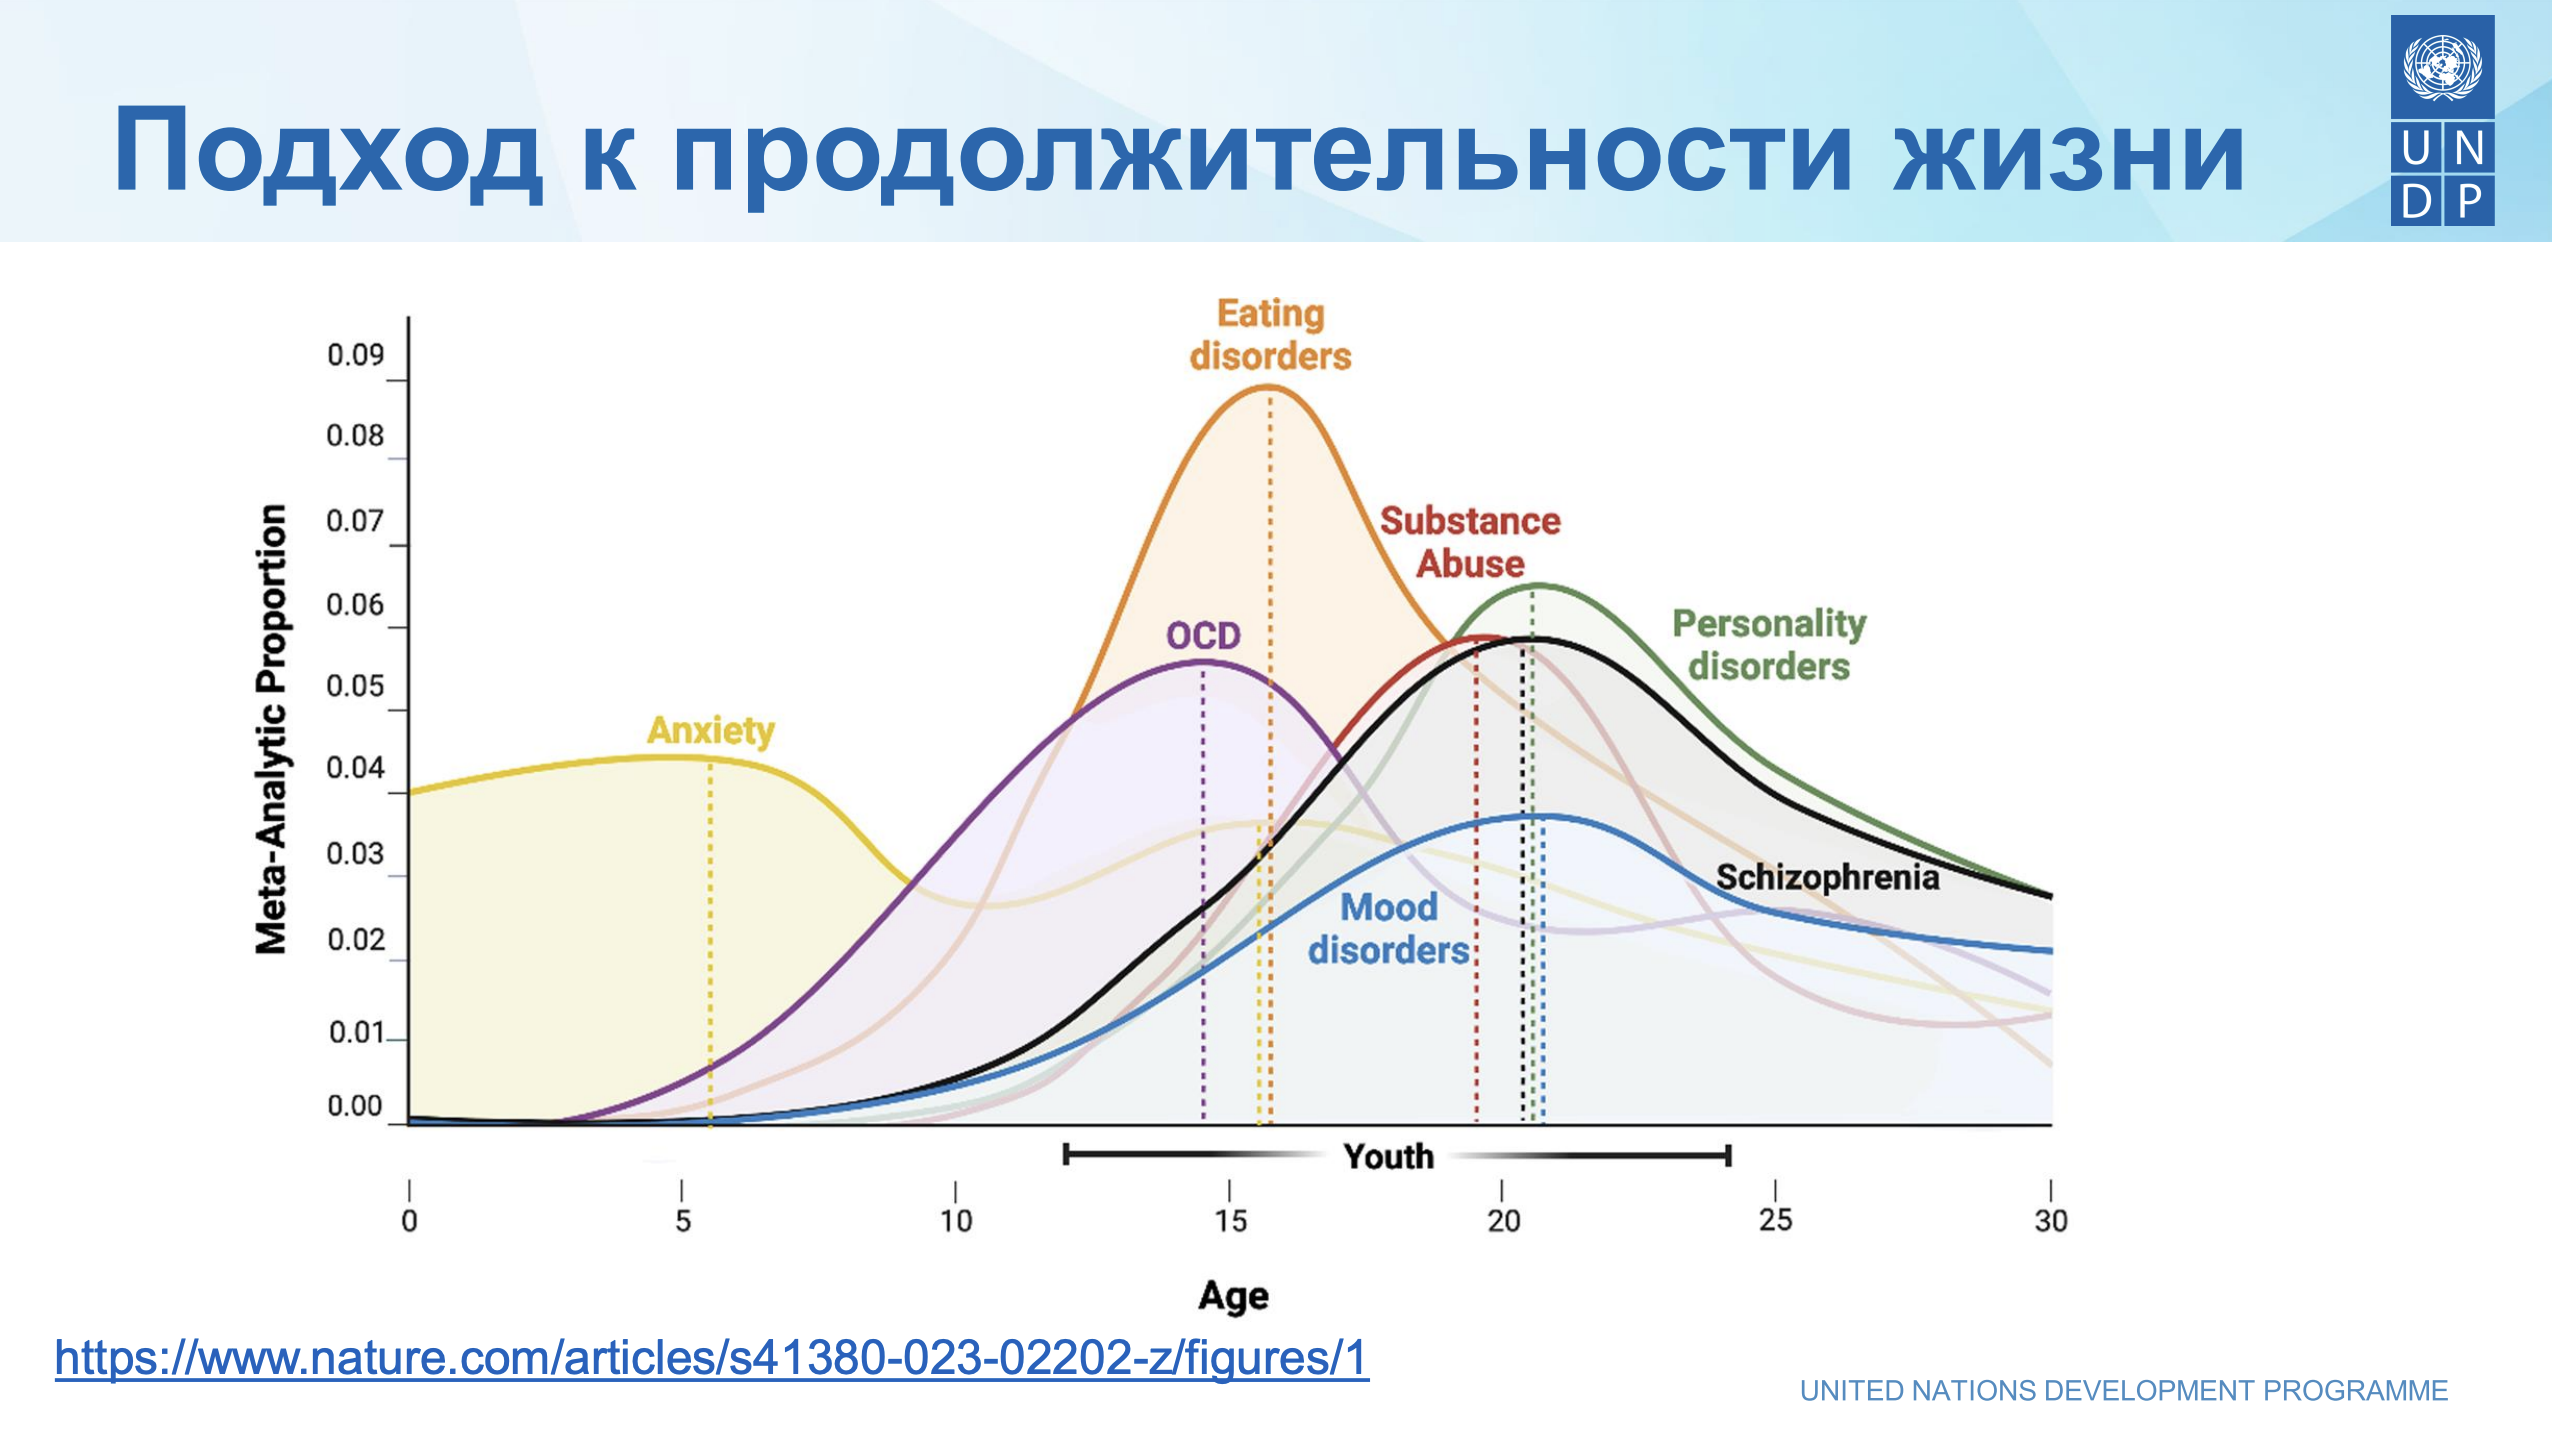 Подход к продолжительности жизни
UN
DP
Eating
disorders
Substance
Abuse
Personality
disorders
OCD
Anxiety
Mood
disorders
Schizophrenia
Meta-Analytic Proportion
0.09
0.08
0.07
0.06
0.05
0.04
0.03
0.02
0.01
0.00
Youth
0 5 10 15 20 25 30
Age
https://www.nature.com/articles/s41380-023-02202-z/figures/1
UNITED NATIONS DEVELOPMENT PROGRAMME